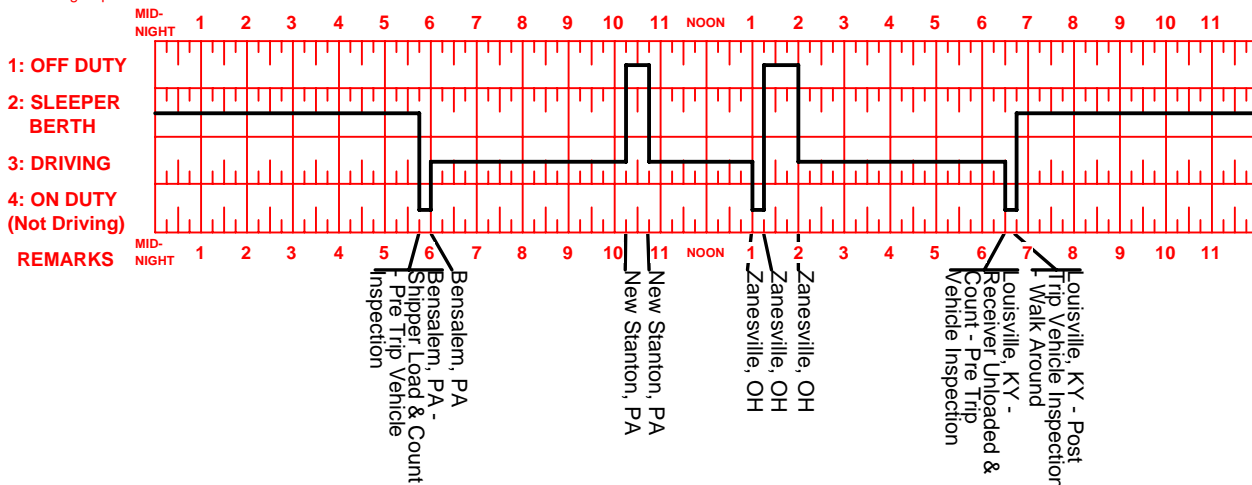 MID-
NIGHT 1 2 3 4 5 6 7 8 9 10 11 NOON 1 2 3 4 5 6 7 8 9 10 11
1: OFF DUTY
2: SLEEPER
BERTH
3: DRIVING
4: ON DUTY
(Not Driving)
REMARKS
MID-
NIGHT 1 2 3 4 5 6 7 8 9 10 11 NOON 1 2 3 4 5 6 7 8 9 10 11
Bensalem, PA -
Shipper Load & Count
- Pre Trip Vehicle
Inspection
Bensalem, PA
New Stanton, PA
New Stanton, PA
Zanesville, OH
Zanesville, OH
Zanesville, OH
Louisville, KY -
Receiver Unloaded &
Count - Pre Trip
Vehicle Inspection
Louisville, KY - Post
Trip Vehicle Inspection
- Walk Around